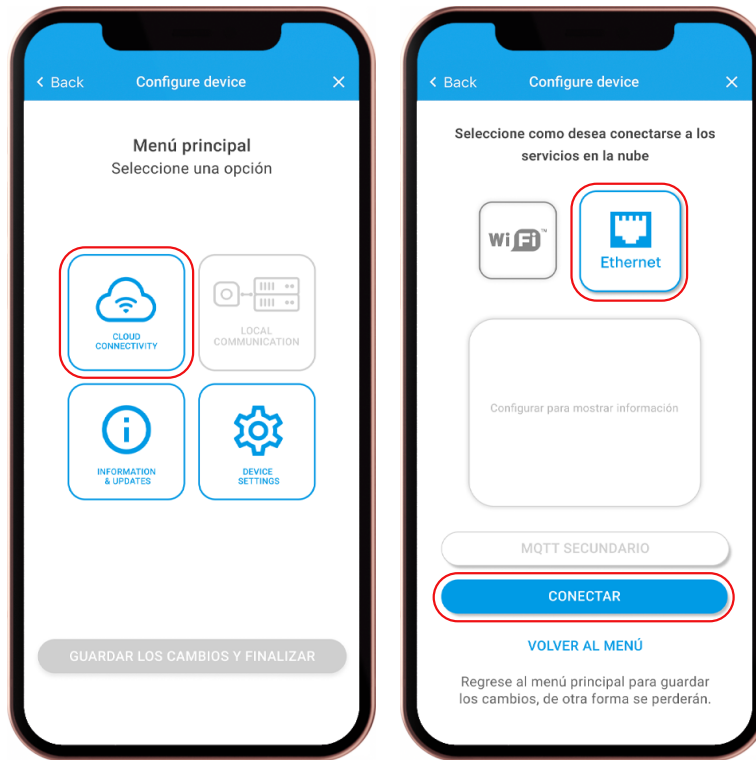 Back Configure device
Menú principal
Seleccione una opción
CLOUD
CONNECTIVITY
LOCAL
COMMUNICATION
INFORMATION
& UPDATES
DEVICE
SETTINGS
GUARDAR LOS CAMBIOS Y FINALIZAR
Back Configure device
Seleccione como desea conectarse a los
servicios en la nube
WiFi™
Ethernet
Configurar para mostrar información
MQTT SECUNDARIO
CONECTAR
VOLVER AL MENÚ
Regrese al menú principal para guardar
los cambios, de otra forma se perderán.